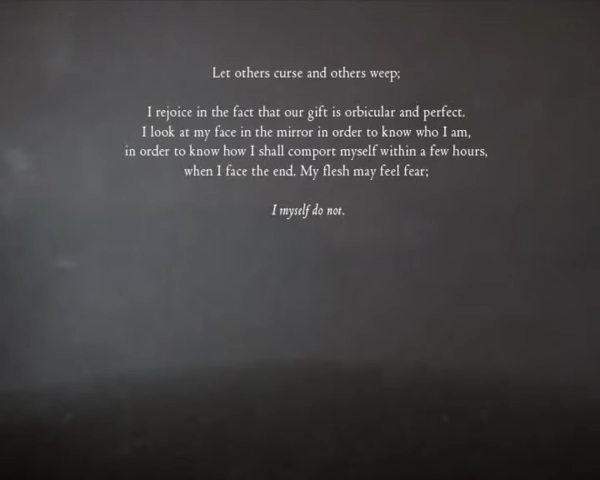 Let others curse and others weep;
I rejoice in the fact that our gift is orbicular and perfect.
I look at my face in the mirror in order to know who I am,
in order to know how I shall comport myself within a few hours,
when I face the end. My flesh may feel fear;
I myself do not.